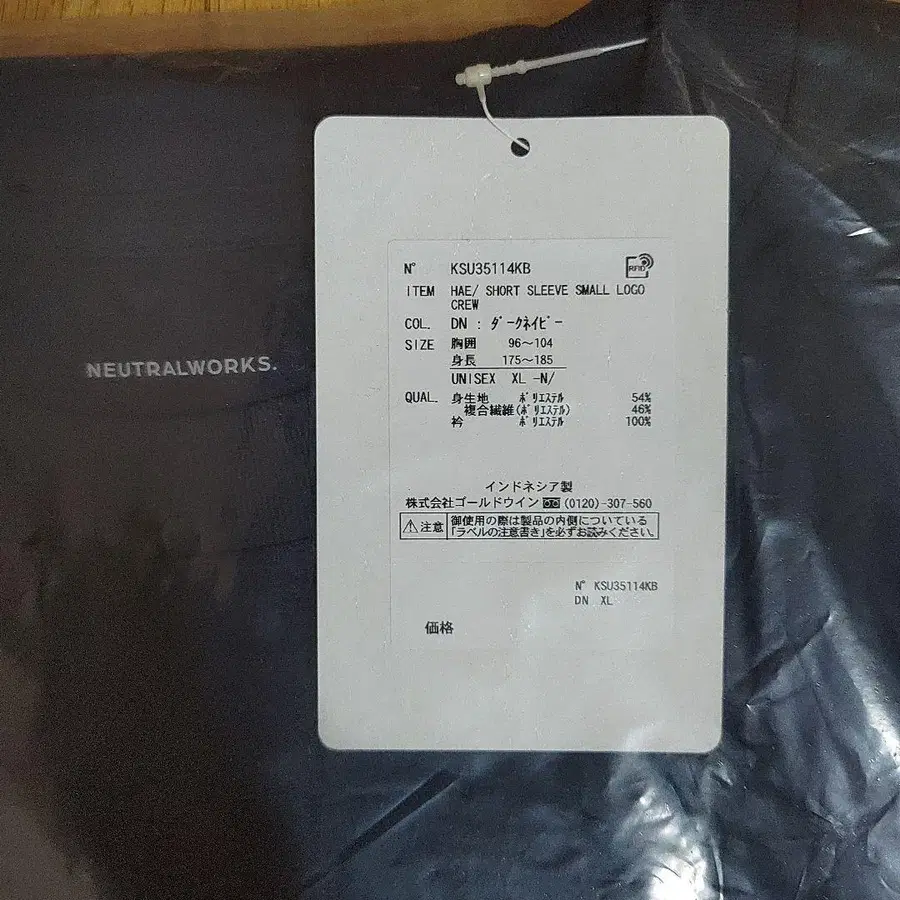 NEUTRALWORKS.
N° KSU35114KB
RFID
ITEM HAE/ SHORT SLEEVE SMALL LOGO
CREW
COL. DN : ダークネイビー
SIZE 胸囲 96～104
身長 175～185
UNISEX XL -N/
QUAL. 身生地 ポリエステル 54%
複合繊維(ポリエステル) 46%
衿 ポリエステル 100%
インドネシア製
株式会社ゴールドウイン (0120)-307-560
注意 御使用の際は製品の内側についている
「ラベルの注意書き」を必ずお読みください。
N° KSU35114KB
DN XL
価格